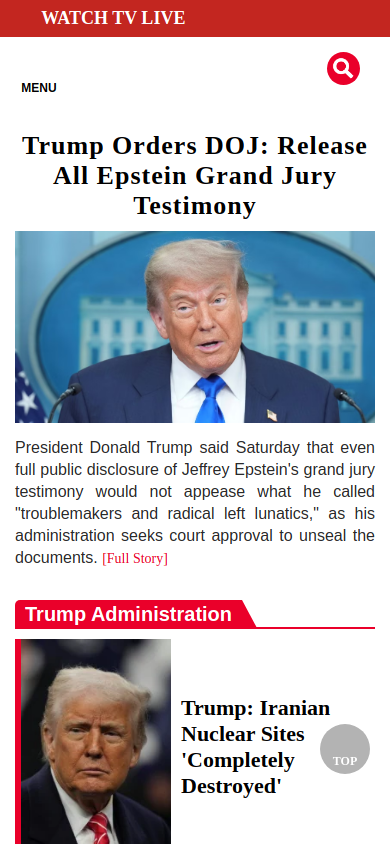 WATCH TV LIVE
MENU
Trump Orders DOJ: Release
All Epstein Grand Jury
Testimony
President Donald Trump said Saturday that even
full public disclosure of Jeffrey Epstein's grand jury
testimony would not appease what he called
"troublemakers and radical left lunatics," as his
administration seeks court approval to unseal the
documents. [Full Story]
Trump Administration
Trump: Iranian
Nuclear Sites
'Completely
Destroyed'
TOP